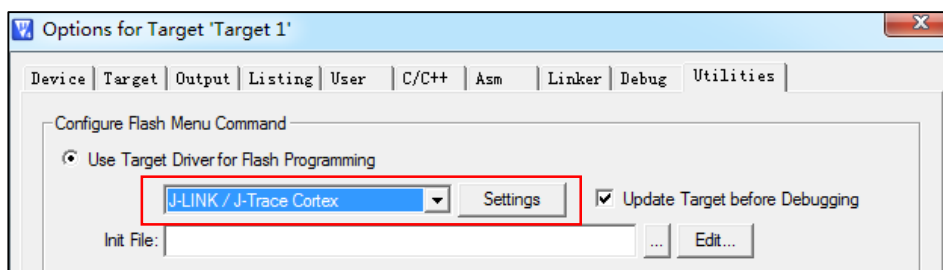 Options for Target 'Target 1'
Device Target Output Listing User C/C++ Asm Linker Debug Utilities
Configure Flash Menu Command
Use Target Driver for Flash Programming
J-LINK / J-Trace Cortex Settings Update Target before Debugging
Init File: ... Edit...